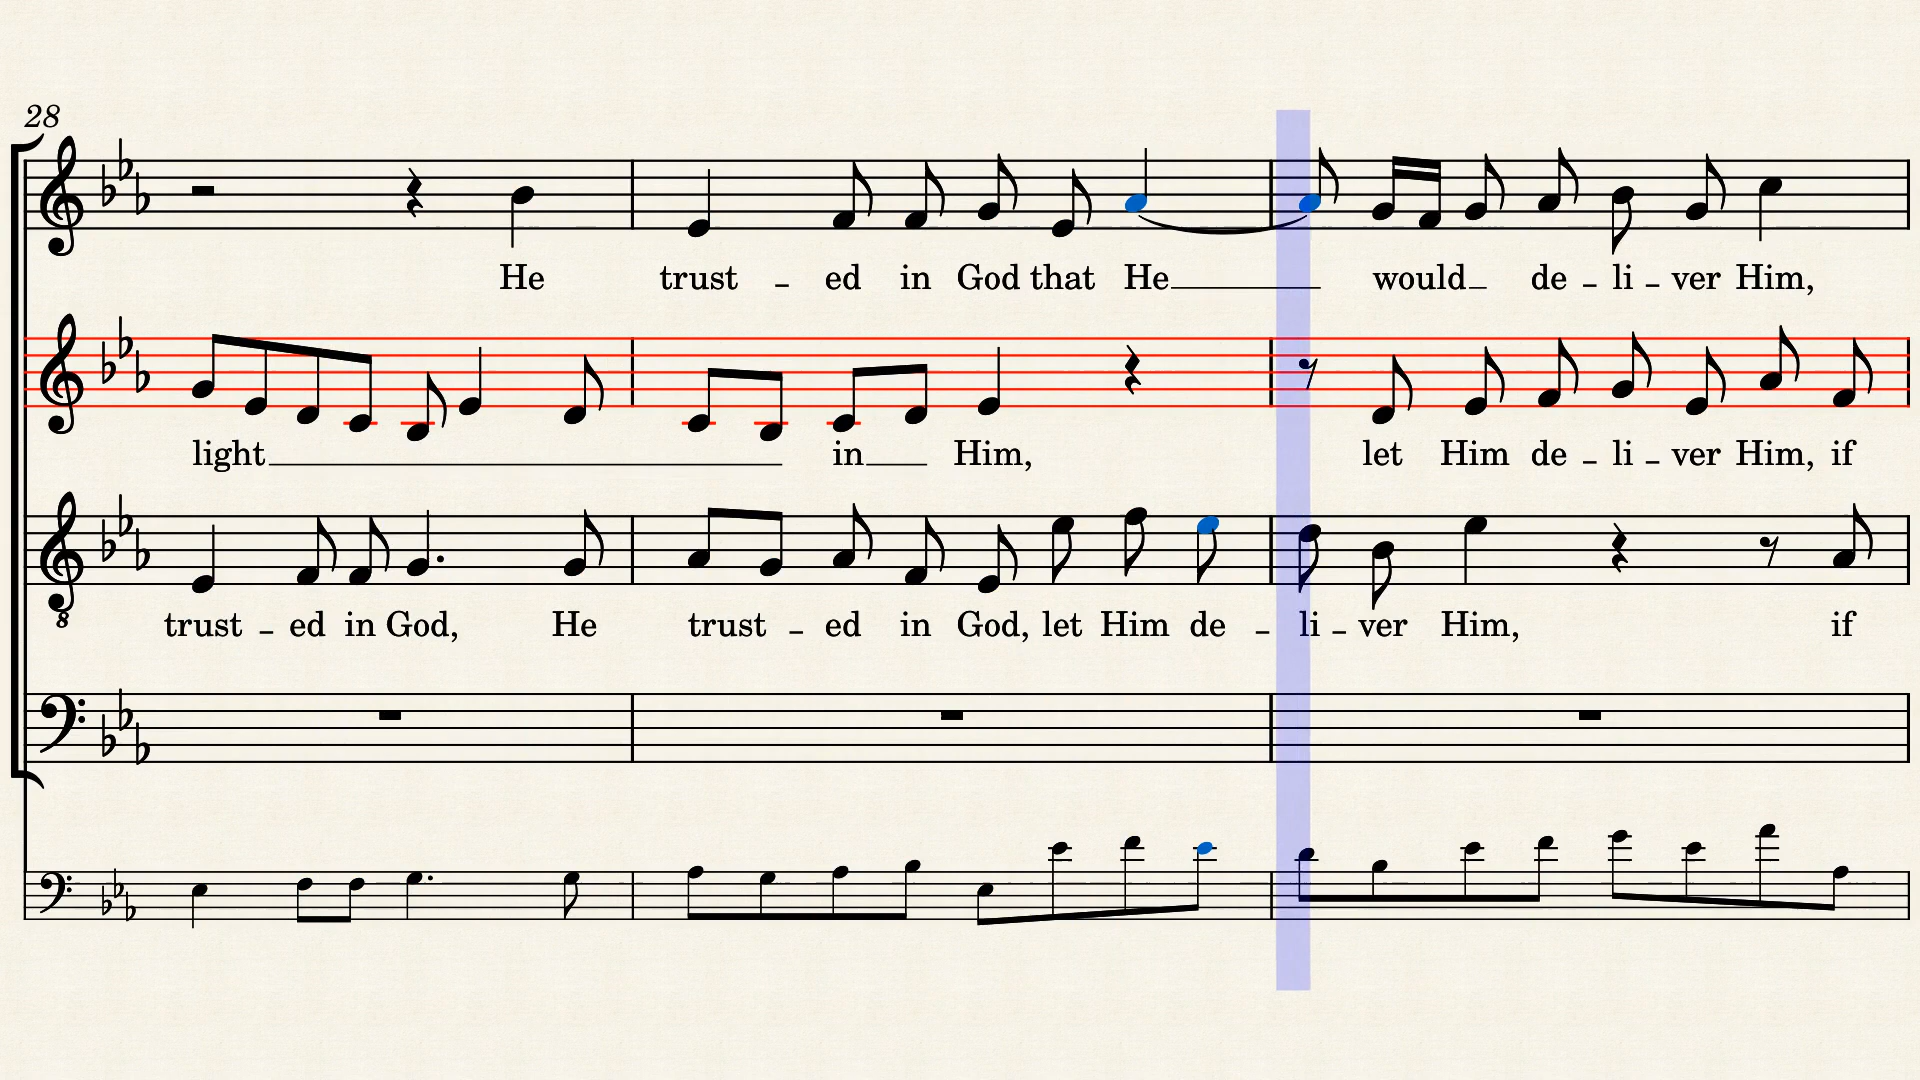 28
He trust - ed in God that He would de - li - ver Him,
light in Him, let Him de - li - ver Him, if
8
trust - ed in God, He trust - ed in God, let Him de - li - ver Him, if